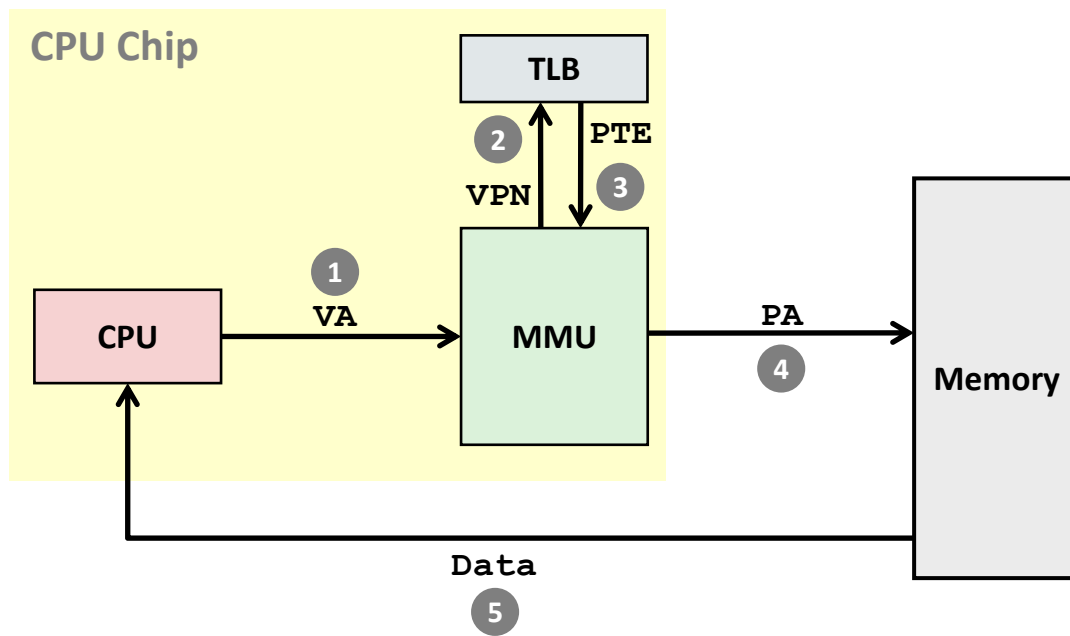 CPU Chip
TLB
2
PTE
VPN
3
1
VA
CPU
MMU
PA
4
Memory
Data
5